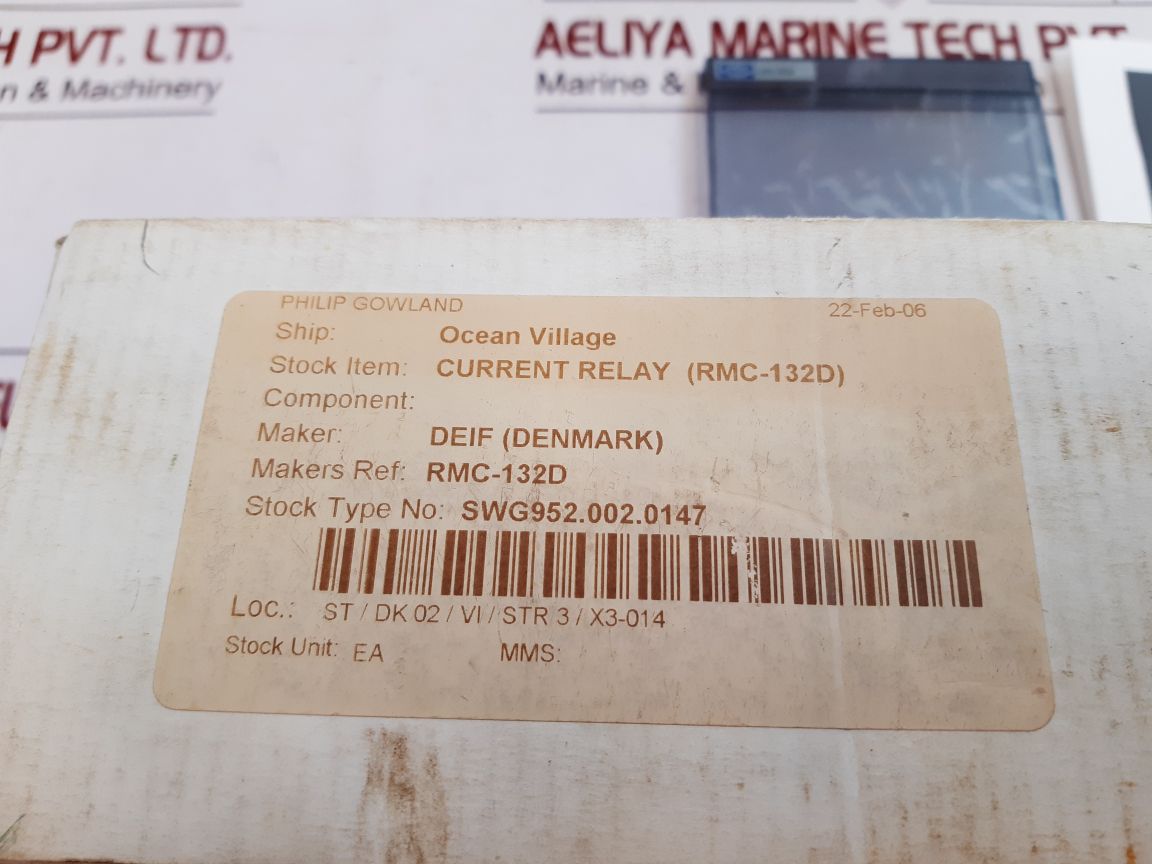 H PVT. LTD.
n & Machinery
AELIYA MARINE TECH PVT.
Marine &
PHILIP GOWLAND 22-Feb-06
Ship: Ocean Village
Stock Item: CURRENT RELAY (RMC-132D)
Component:
Maker: DEIF (DENMARK)
Makers Ref: RMC-132D
Stock Type No: SWG952.002.0147
Loc.: ST / DK 02 / VI / STR 3 / X3-014
Stock Unit: EA MMS: